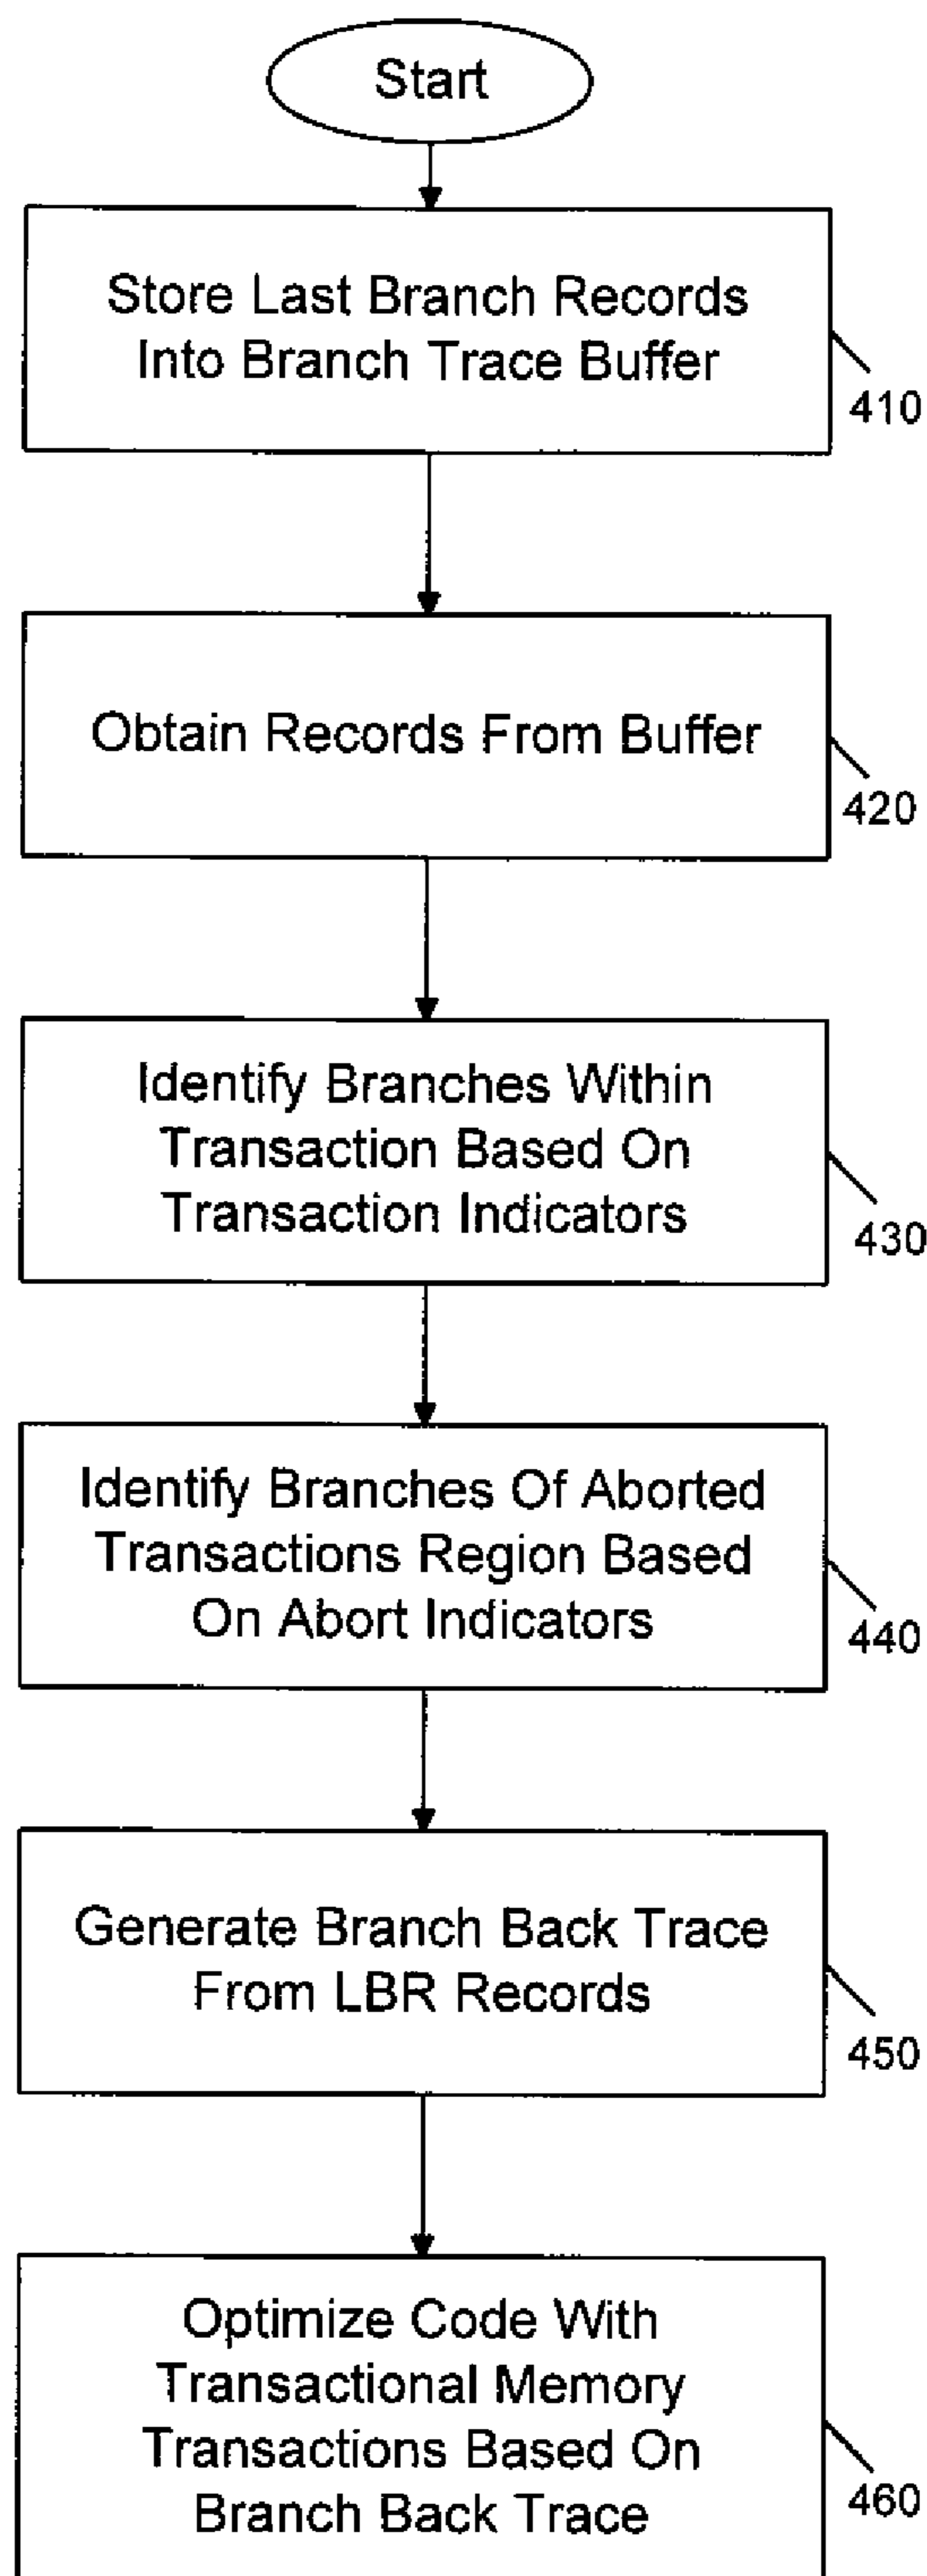 Start
Store Last Branch Records
Into Branch Trace Buffer
410
Obtain Records From Buffer
420
Identify Branches Within
Transaction Based On
Transaction Indicators
430
Identify Branches Of Aborted
Transactions Region Based
On Abort Indicators
440
Generate Branch Back Trace
From LBR Records
450
Optimize Code With
Transactional Memory
Transactions Based On
Branch Back Trace
460